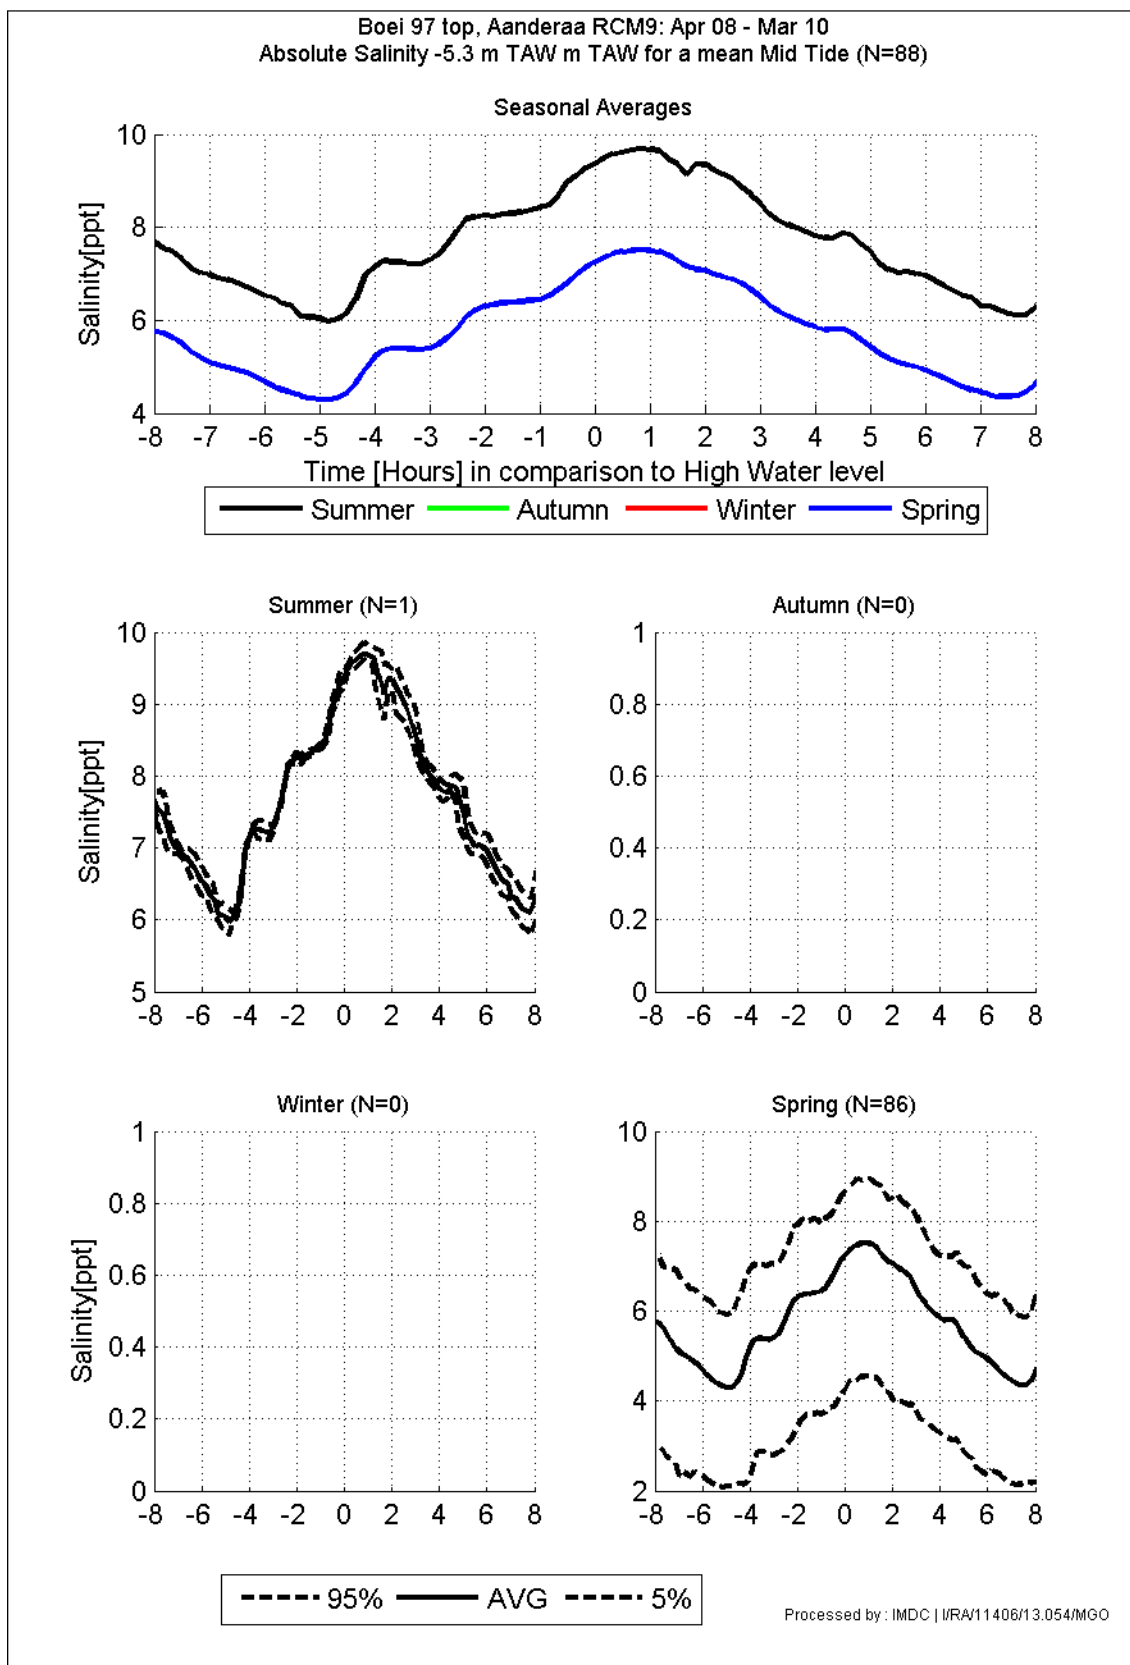 Boei 97 top, Aanderaa RCM9: Apr 08 - Mar 10
Absolute Salinity -5.3 m TAW m TAW for a mean Mid Tide (N=88)
Seasonal Averages
10
8
6
4
Salinity[ppt]
-8 -7 -6 -5 -4 -3 -2 -1 0 1 2 3 4 5 6 7 8
Time [Hours] in comparison to High Water level
Summer Autumn Winter Spring
Summer (N=1)
10
9
8
7
6
5
Salinity[ppt]
-8 -6 -4 -2 0 2 4 6 8
Autumn (N=0)
1
0.8
0.6
0.4
0.2
0
-8 -6 -4 -2 0 2 4 6 8
Winter (N=0)
1
0.8
0.6
0.4
0.2
0
Salinity[ppt]
-8 -6 -4 -2 0 2 4 6 8
Spring (N=86)
10
8
6
4
2
-8 -6 -4 -2 0 2 4 6 8
95% AVG 5%
Processed by : IMDC | I/RA/11406/13.054/MGO